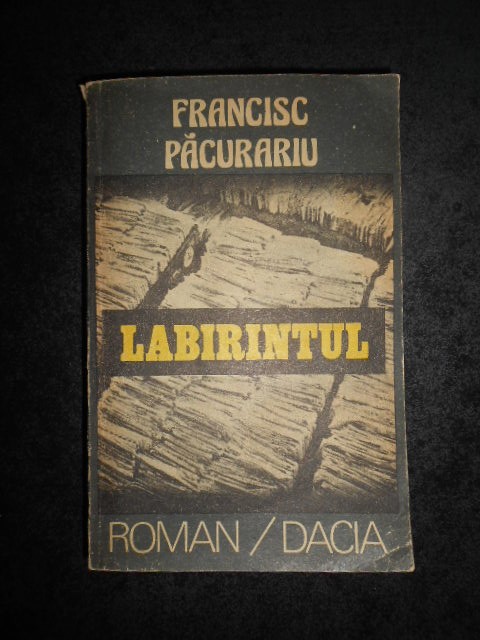 FRANCISC
PĂCURARIU
LABIRINTUL
ROMAN / DACIA